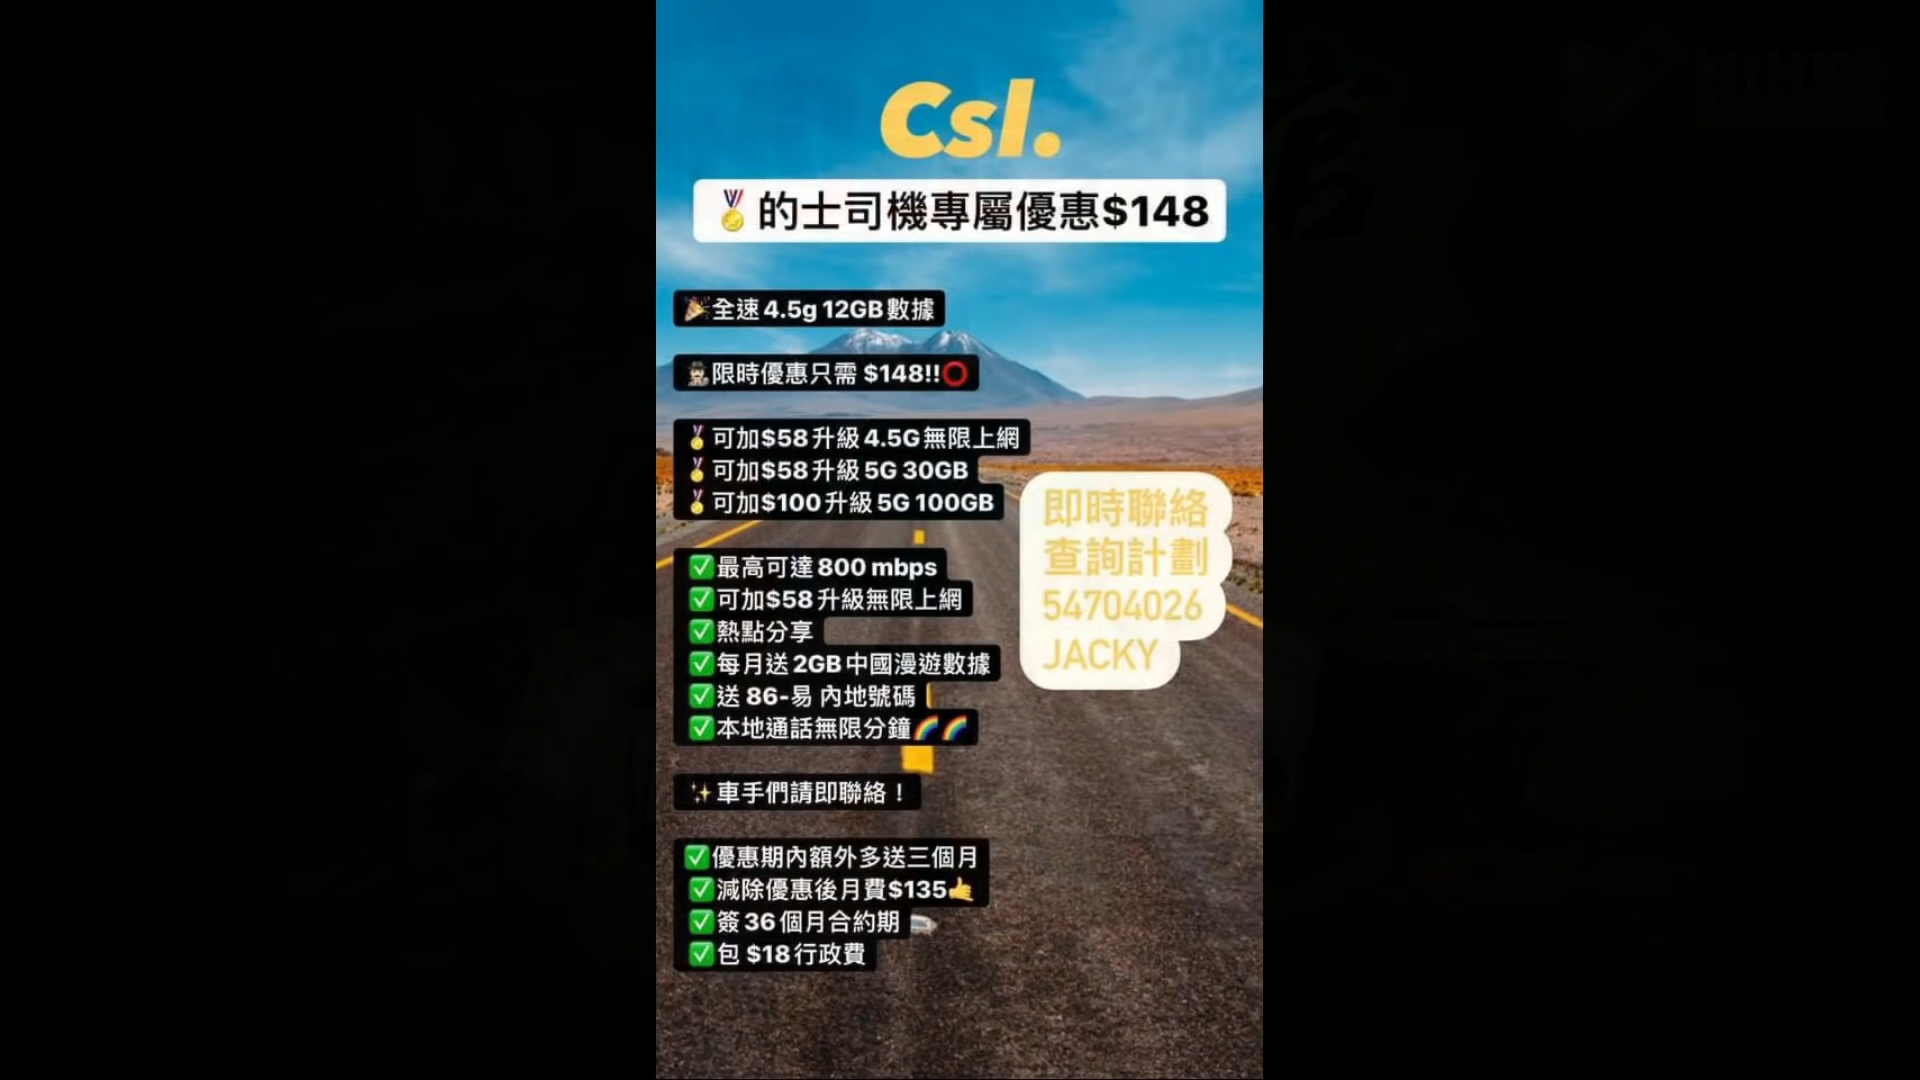 Csl.
🏅的士司機專屬優惠$148
🎉全速4.5g 12GB數據
🕵🏻限時優惠只需 $148!!⭕
🏅可加$58升級4.5G無限上網
🏅可加$58升級5G 30GB
🏅可加$100升級5G 100GB
即時聯絡
查詢計劃
54704026
JACKY
✅最高可達800 mbps
✅可加$58升級無限上網
✅熱點分享
✅每月送2GB中國漫遊數據
✅送 86-易 內地號碼
✅本地通話無限分鐘🌈🌈
✨車手們請即聯絡！
✅優惠期內額外多送三個月
✅減除優惠後月費$135🤙
✅簽36個月合約期
✅包 $18行政費